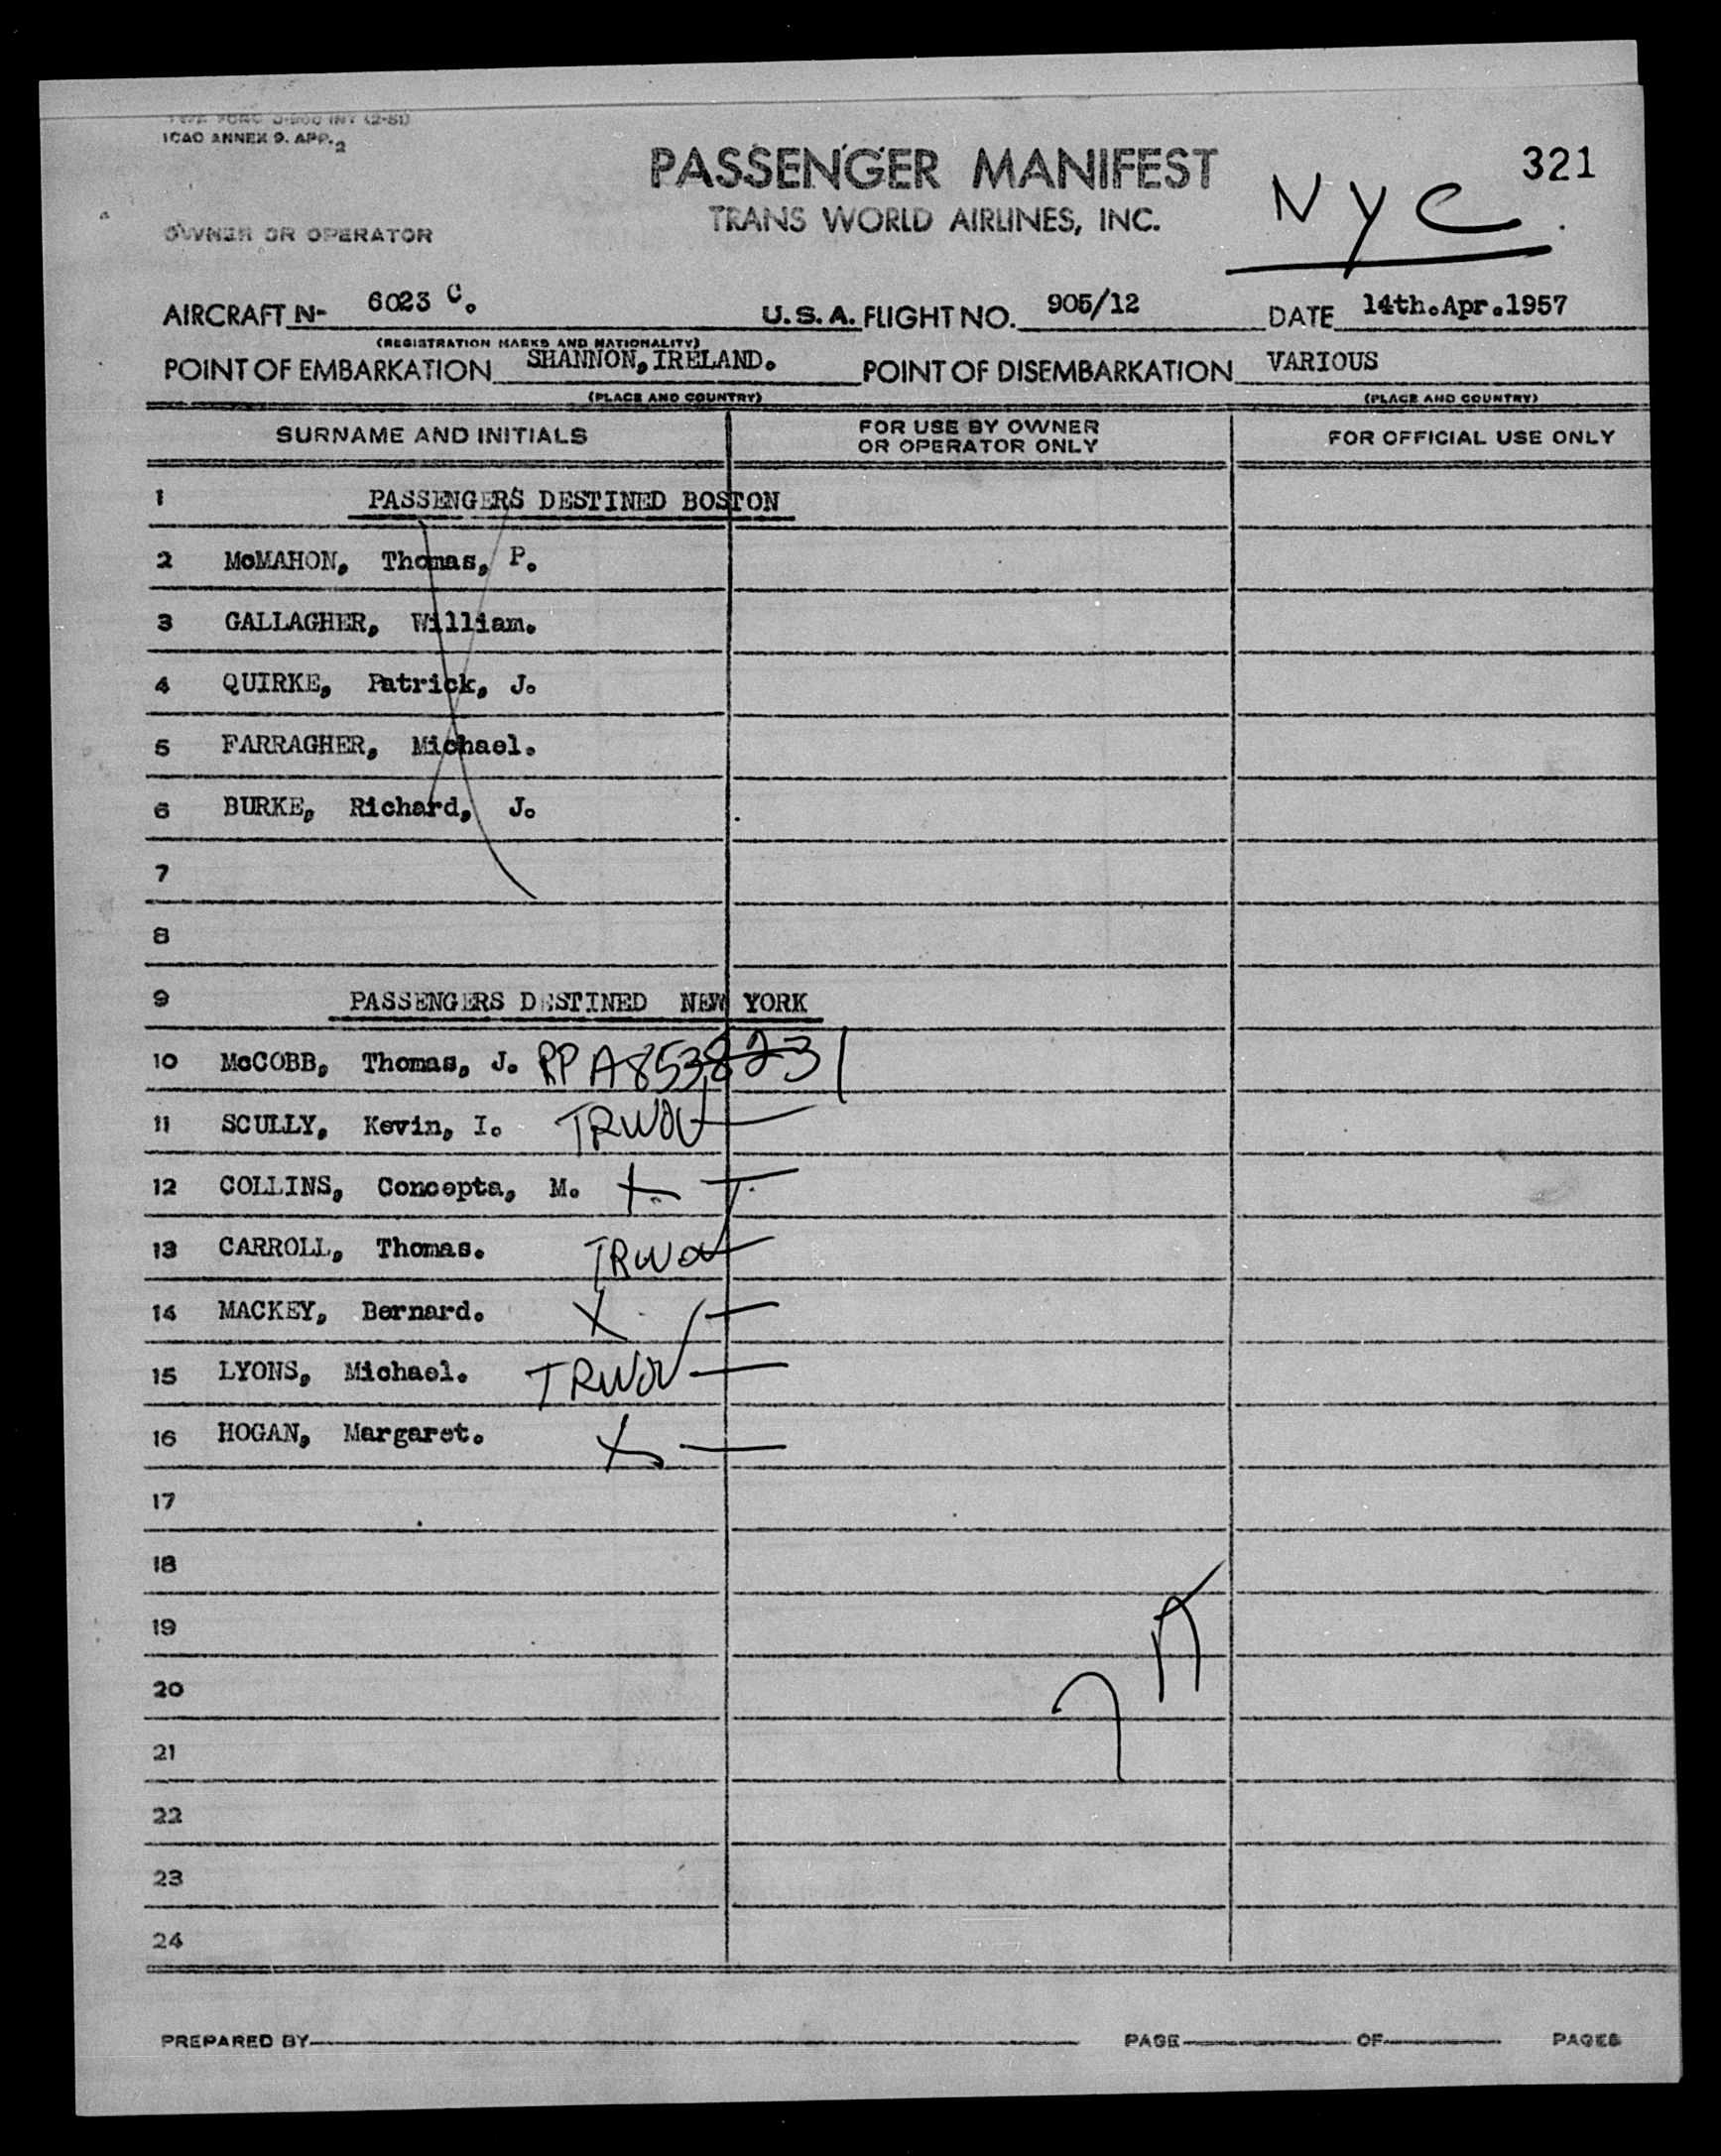 ICAO ANNEX 9. APP. 2
PASSENGER MANIFEST
321
TRANS WORLD AIRLINES, INC.
NYC
OWNER OR OPERATOR
AIRCRAFT N- 6023 C. U.S.A. FLIGHT NO. 905/12 DATE 14th.Apr.1957
(REGISTRATION MARKS AND NATIONALITY)
POINT OF EMBARKATION SHANNON, IRELAND. POINT OF DISEMBARKATION VARIOUS
(PLACE AND COUNTRY) (PLACE AND COUNTRY)
SURNAME AND INITIALS FOR USE BY OWNER OR OPERATOR ONLY FOR OFFICIAL USE ONLY
1 PASSENGERS DESTINED BOSTON
2 McMAHON, Thomas, P.
3 GALLAGHER, William.
4 QUIRKE, Patrick, J.
5 FARRAGHER, Michael.
6 BURKE, Richard, J.
7
8
9 PASSENGERS DESTINED NEW YORK
10 McCOBB, Thomas, J. RP A8538231
11 SCULLY, Kevin, I. TRWOV
12 COLLINS, Concepta, M. X
13 CARROLL, Thomas. TRWOV
14 MACKEY, Bernard. X
15 LYONS, Michael. TRWOV
16 HOGAN, Margaret. X
17
18
19
20
21
22
23
24
PREPARED BY PAGE OF PAGES